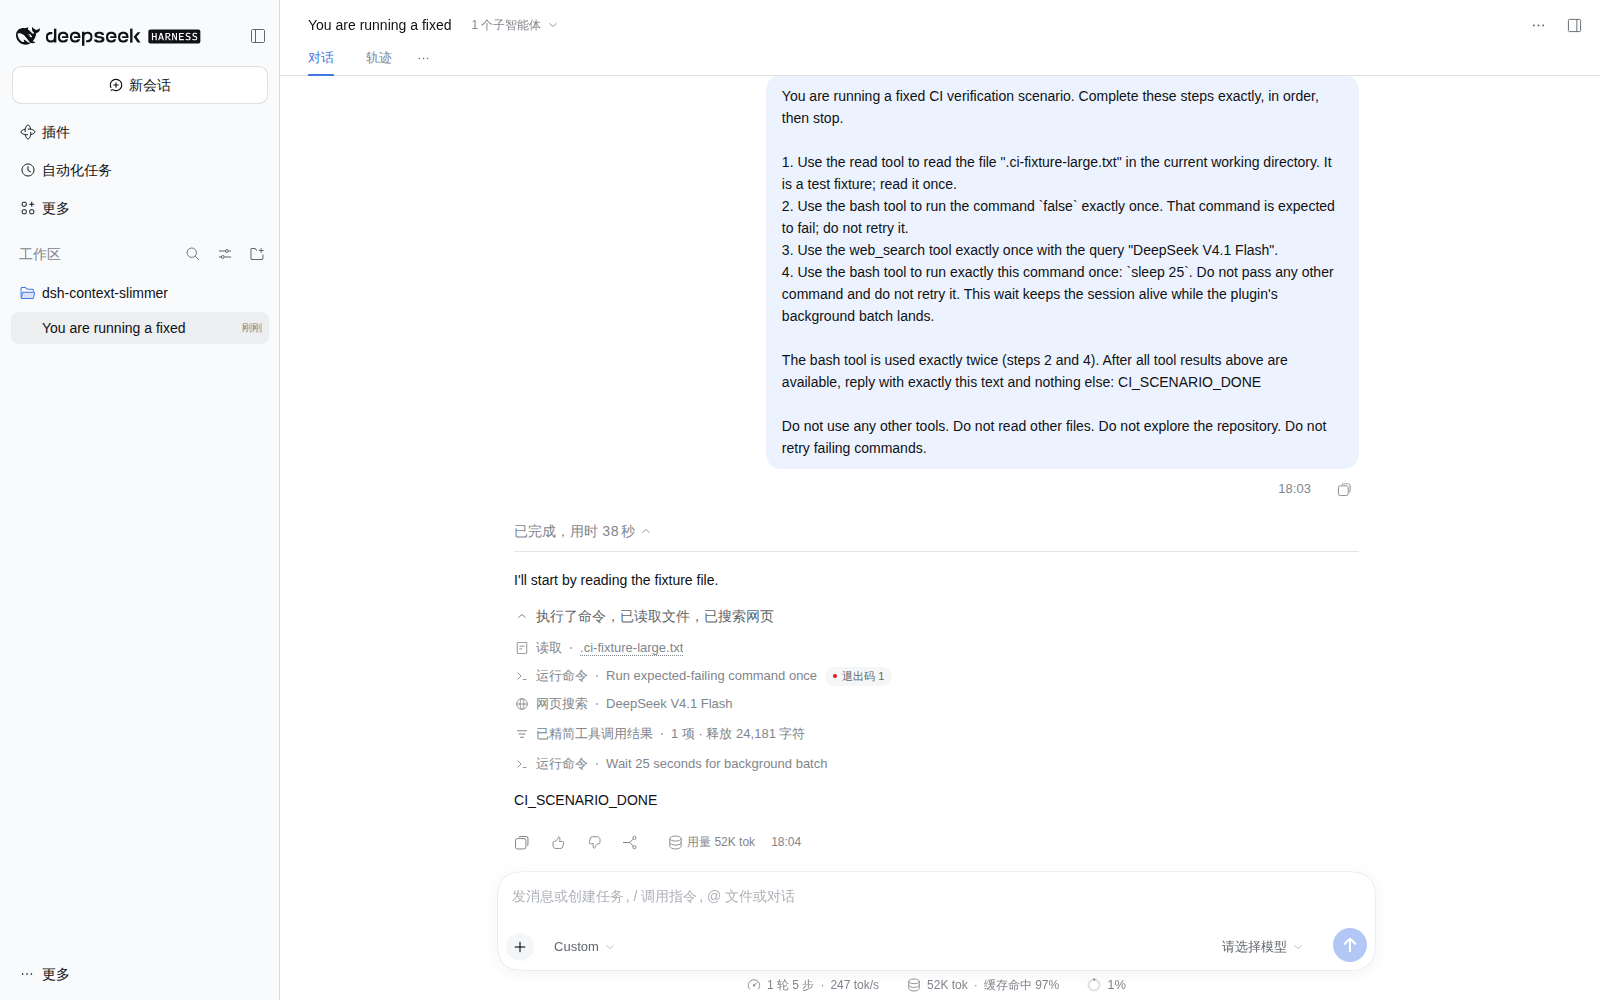 deepseek HARNESS
新会话
插件
自动化任务
更多
工作区
dsh-context-slimmer
You are running a fixed 刚刚
更多
You are running a fixed 1 个子智能体
对话 轨迹 ...
You are running a fixed CI verification scenario. Complete these steps exactly, in order,
then stop.
1. Use the read tool to read the file ".ci-fixture-large.txt" in the current working directory. It
is a test fixture; read it once.
2. Use the bash tool to run the command `false` exactly once. That command is expected
to fail; do not retry it.
3. Use the web_search tool exactly once with the query "DeepSeek V4.1 Flash".
4. Use the bash tool to run exactly this command once: `sleep 25`. Do not pass any other
command and do not retry it. This wait keeps the session alive while the plugin's
background batch lands.
The bash tool is used exactly twice (steps 2 and 4). After all tool results above are
available, reply with exactly this text and nothing else: CI_SCENARIO_DONE
Do not use any other tools. Do not read other files. Do not explore the repository. Do not
retry failing commands.
18:03
已完成，用时 38 秒
I'll start by reading the fixture file.
执行了命令，已读取文件，已搜索网页
读取 · .ci-fixture-large.txt
运行命令 · Run expected-failing command once 退出码 1
网页搜索 · DeepSeek V4.1 Flash
已精简工具调用结果 · 1 项 · 释放 24,181 字符
运行命令 · Wait 25 seconds for background batch
CI_SCENARIO_DONE
用量 52K tok 18:04
发消息或创建任务, / 调用指令, @ 文件或对话
Custom 请选择模型
1 轮 5 步 · 247 tok/s 52K tok · 缓存命中 97% 1%